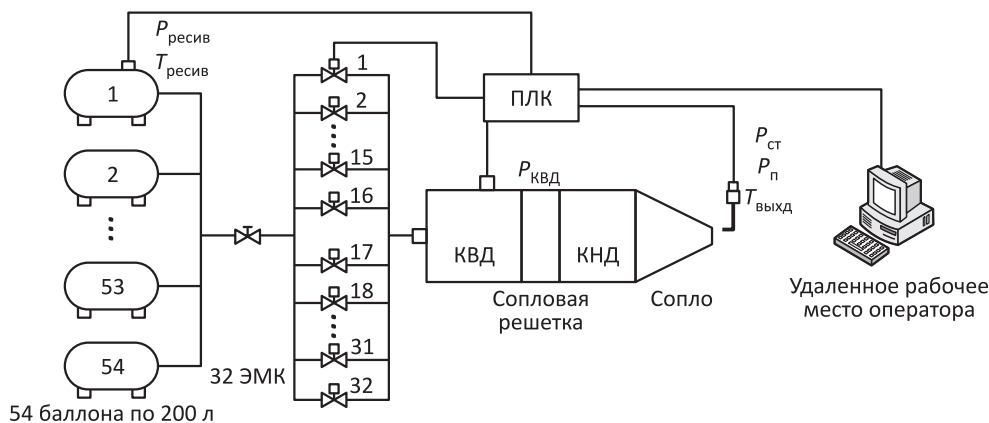 Pресив
Tресив
1
2
53
54
54 баллона по 200 л
1
2
15
16
17
18
31
32
32 ЭМК
ПЛК
PКВД
КВД
КНД
Сопловая
решетка
Сопло
Pст
Pп
Tвыхд
Удаленное рабочее
место оператора